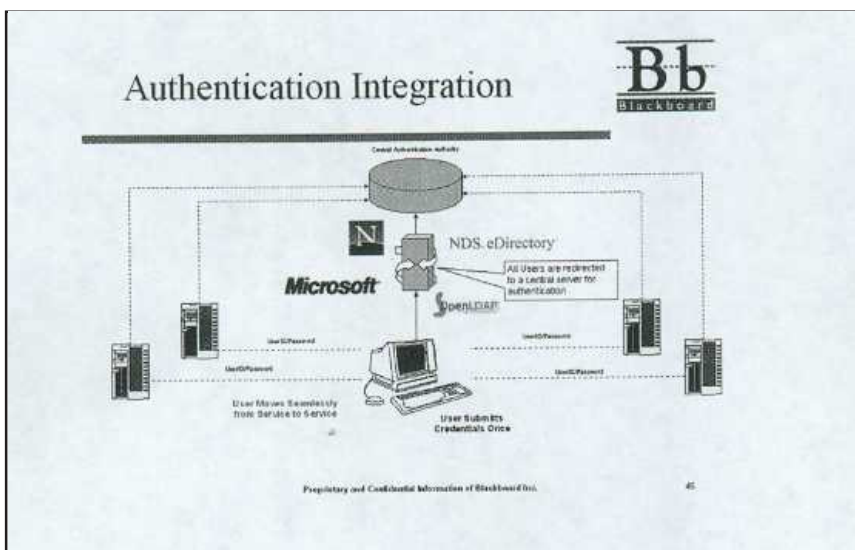 Authentication Integration
Bb
Blackboard
Central Authentication Authority
N
NDS eDirectory
Microsoft
All Users are redirected
to a central server for
authentication
OpenLDAP
UserID/Password
UserID/Password
UserID/Password
UserID/Password
User Moves Seamlessly
from Service to Service
User Submits
Credentials Once
Proprietary and Confidential Information of Blackboard Inc.
45